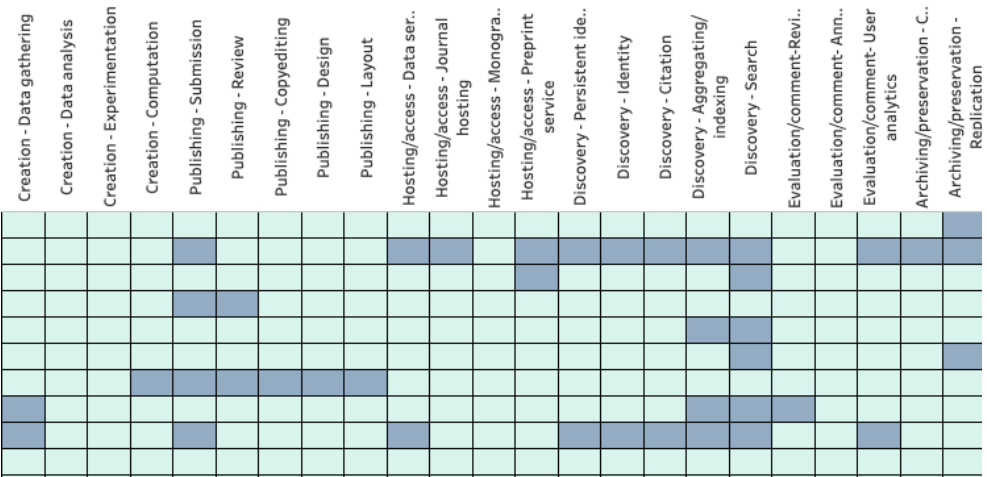 Creation - Data gathering
Creation - Data analysis
Creation - Experimentation
Creation - Computation
Publishing - Submission
Publishing - Review
Publishing - Copyediting
Publishing - Design
Publishing - Layout
Hosting/access - Data ser..
Hosting/access - Journal
hosting
Hosting/access - Monogra..
Hosting/access - Preprint
service
Discovery - Persistent ide..
Discovery - Identity
Discovery - Citation
Discovery - Aggregating/
indexing
Discovery - Search
Evaluation/comment-Revi..
Evaluation/comment- Ann..
Evaluation/comment- User
analytics
Archiving/preservation - C..
Archiving/preservation -
Replication